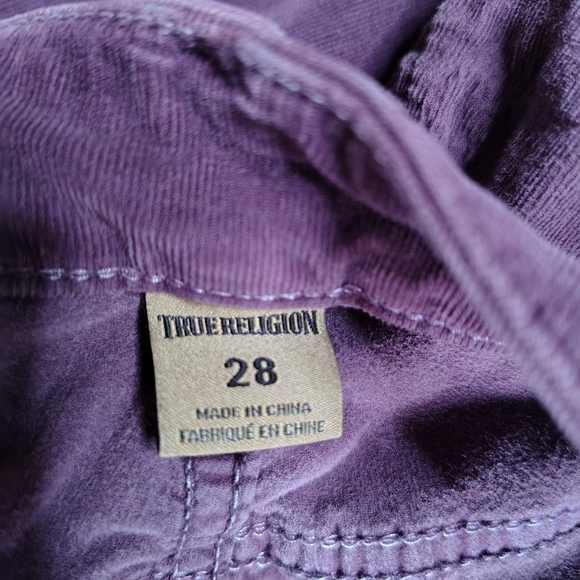 TRUE RELIGION
28
MADE IN CHINA
FABRIQUÉ EN CHINE